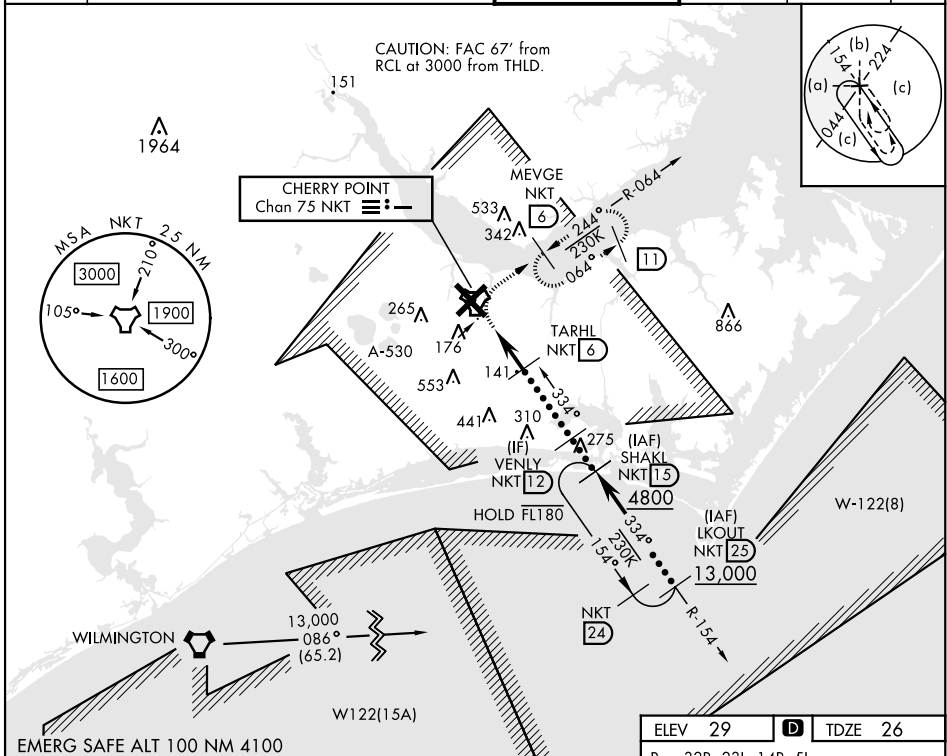 CAUTION: FAC 67' from
RCL at 3000 from THLD.
151
1964
(b)
154
224
(a)
(c)
044
(c)
CHERRY POINT
Chan 75 NKT
MEVGE
NKT 6
R-064
533
342
244°
230K
064°
11
MSA NKT 25 NM
210°
3000
105°
1900
300°
1600
265
A-530
176
866
TARHL
NKT 6
141
334°
553
441
310
275
(IF)
VENLY
NKT 12
(IAF)
SHAKL
NKT 15
4800
HOLD FL180
334°
230K
154°
W-122(8)
(IAF)
LKOUT
NKT 25
13,000
NKT
24
R-154
WILMINGTON
13,000
086°
(65.2)
W122(15A)
EMERG SAFE ALT 100 NM 4100
ELEV 29 D TDZE 26